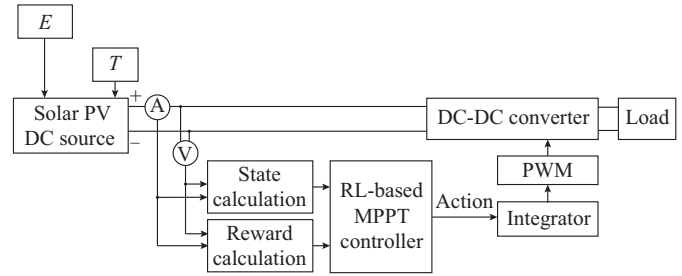 E
T
+
A
Solar PV
DC source
−
V
DC-DC converter
Load
PWM
State
calculation
RL-based
MPPT
controller
Action
Integrator
Reward
calculation